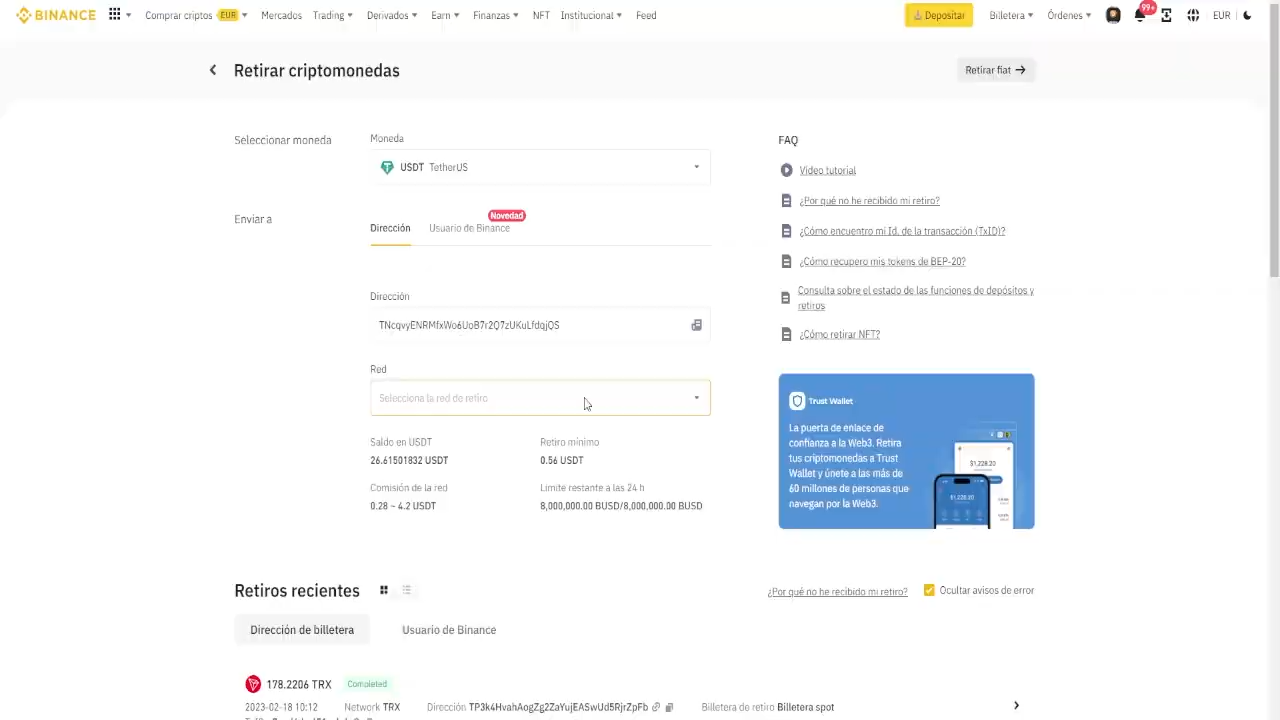 BINANCE
Comprar criptos EUR Mercados Trading Derivados Earn Finanzas NFT Institucional Feed
Depositar Billetera Órdenes 99+ EUR
Retirar criptomonedas
Retirar fiat →
Seleccionar moneda
Moneda
USDT TetherUS
Enviar a
Dirección
Usuario de Binance
Novedad
Dirección
TNcqvyENRMfxWo6UoB7r2Q7zUKuLfdqjQS
Red
Selecciona la red de retiro
Saldo en USDT
26.61501832 USDT
Retiro mínimo
0.56 USDT
Comisión de la red
0.28 ~ 4.2 USDT
Límite restante a las 24 h
8,000,000.00 BUSD/8,000,000.00 BUSD
FAQ
Video tutorial
¿Por qué no he recibido mi retiro?
¿Cómo encuentro mi Id. de la transacción (TxID)?
¿Cómo recupero mis tokens de BEP-20?
Consulta sobre el estado de las funciones de depósitos y
retiros
¿Cómo retirar NFT?
Trust Wallet
La puerta de enlace de
confianza a la Web3. Retira
tus criptomonedas a Trust
Wallet y únete a las más de
60 millones de personas que
navegan por la Web3.
$1,228.20
$1,228.20
Retiros recientes
¿Por qué no he recibido mi retiro?
Ocultar avisos de error
Dirección de billetera
Usuario de Binance
178.2206 TRX Completed
2023-02-18 10:12 Network TRX Dirección TP3k4HvahAogZg2ZaYujEASwUd5RjrZpFb Billetera de retiro Billetera spot